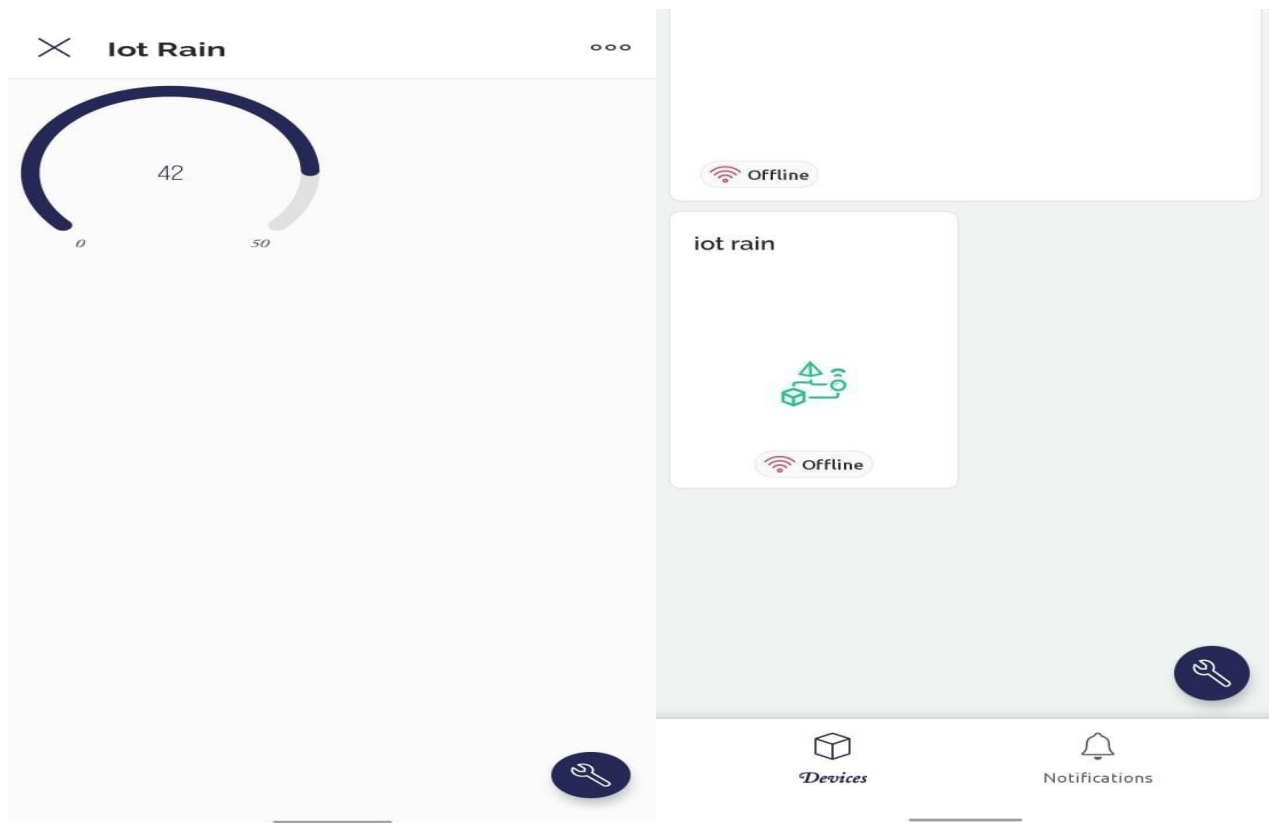 Iot Rain
42
0 50
Offline
iot rain
Offline
Devices Notifications